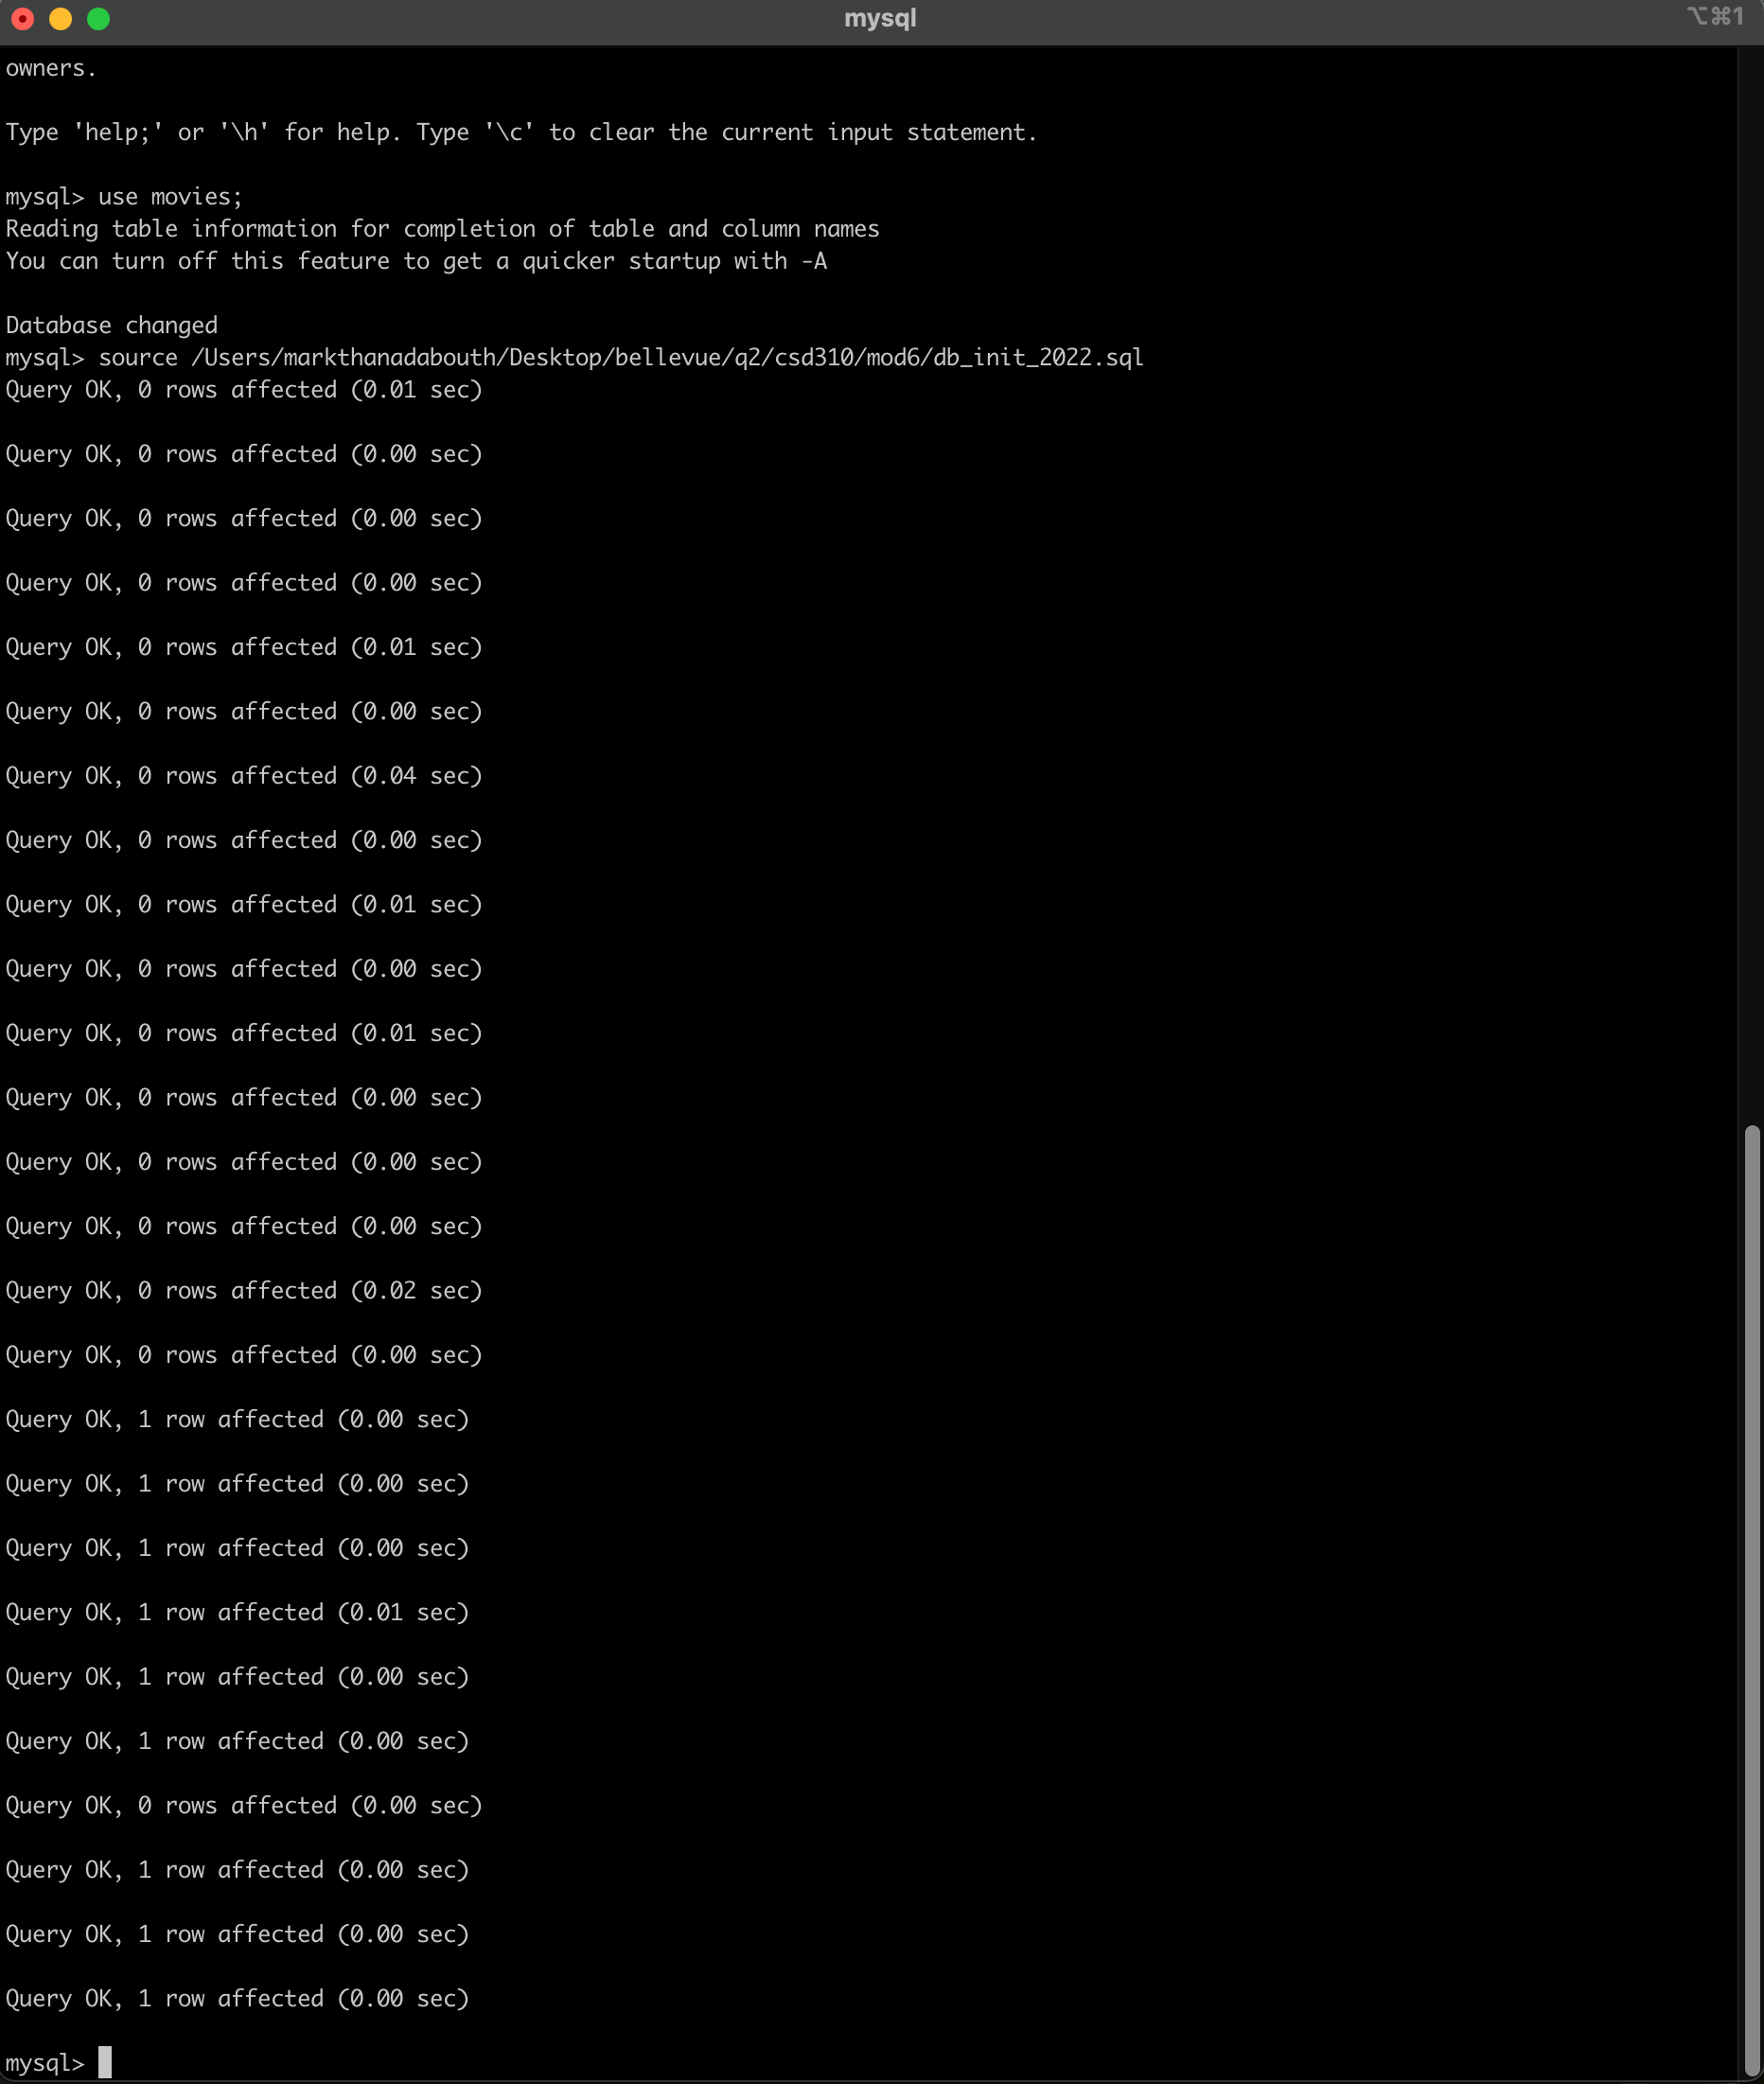 mysql
⌥⌘1
owners.
Type 'help;' or '\h' for help. Type '\c' to clear the current input statement.
mysql> use movies;
Reading table information for completion of table and column names
You can turn off this feature to get a quicker startup with -A
Database changed
mysql> source /Users/markthanadabouth/Desktop/bellevue/q2/csd310/mod6/db_init_2022.sql
Query OK, 0 rows affected (0.01 sec)
Query OK, 0 rows affected (0.00 sec)
Query OK, 0 rows affected (0.00 sec)
Query OK, 0 rows affected (0.00 sec)
Query OK, 0 rows affected (0.01 sec)
Query OK, 0 rows affected (0.00 sec)
Query OK, 0 rows affected (0.04 sec)
Query OK, 0 rows affected (0.00 sec)
Query OK, 0 rows affected (0.01 sec)
Query OK, 0 rows affected (0.00 sec)
Query OK, 0 rows affected (0.01 sec)
Query OK, 0 rows affected (0.00 sec)
Query OK, 0 rows affected (0.00 sec)
Query OK, 0 rows affected (0.00 sec)
Query OK, 0 rows affected (0.02 sec)
Query OK, 0 rows affected (0.00 sec)
Query OK, 1 row affected (0.00 sec)
Query OK, 1 row affected (0.00 sec)
Query OK, 1 row affected (0.00 sec)
Query OK, 1 row affected (0.01 sec)
Query OK, 1 row affected (0.00 sec)
Query OK, 1 row affected (0.00 sec)
Query OK, 0 rows affected (0.00 sec)
Query OK, 1 row affected (0.00 sec)
Query OK, 1 row affected (0.00 sec)
Query OK, 1 row affected (0.00 sec)
mysql>